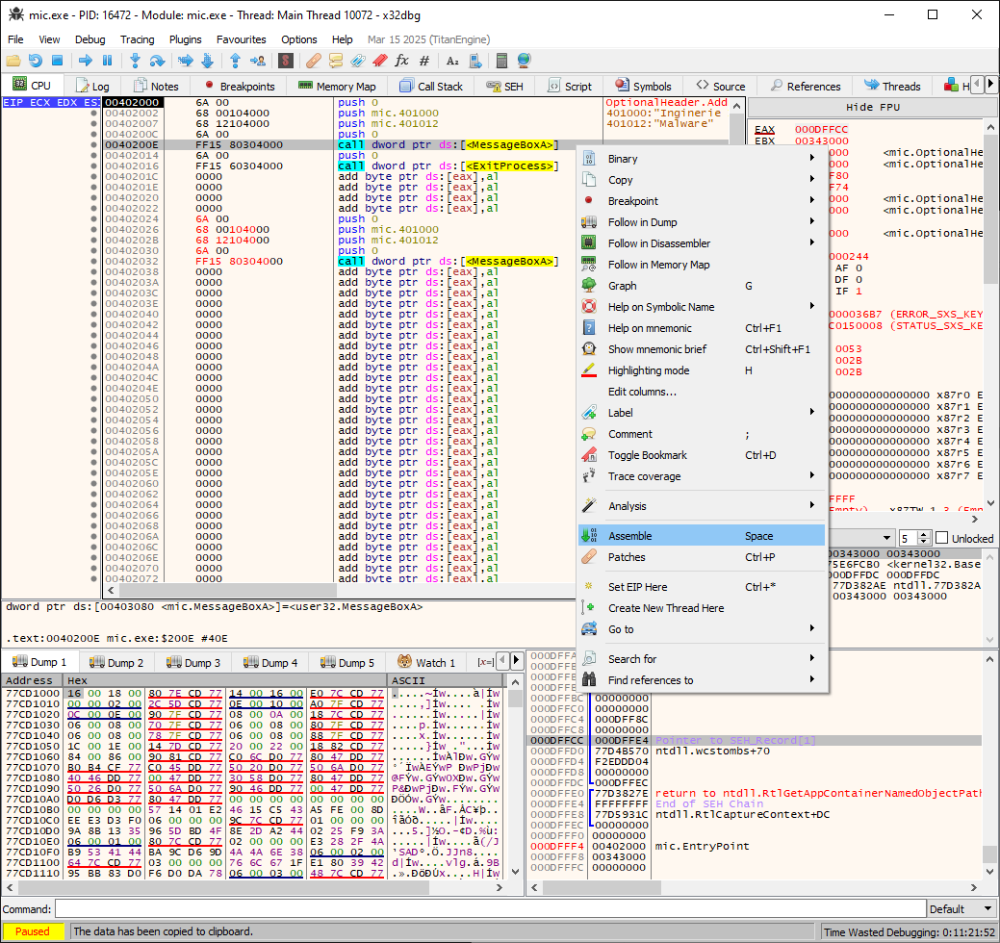 mic.exe - PID: 16472 - Module: mic.exe - Thread: Main Thread 10072 - x32dbg
File View Debug Tracing Plugins Favourites Options Help Mar 15 2025 (TitanEngine)
CPU Log Notes Breakpoints Memory Map Call Stack SEH Script Symbols Source References Threads H
EIP ECX EDX ESI 00402000 6A 00 push 0 OptionalHeader.Add
00402002 68 00104000 push mic.401000 401000:"Inginerie
00402007 68 12104000 push mic.401012 401012:"Malware"
0040200C 6A 00 push 0
0040200E FF15 80304000 call dword ptr ds:[<MessageBoxA>]
00402014 6A 00 push 0
00402016 FF15 60304000 call dword ptr ds:[<ExitProcess>]
0040201C 0000 add byte ptr ds:[eax],al
0040201E 0000 add byte ptr ds:[eax],al
00402020 0000 add byte ptr ds:[eax],al
00402022 0000 add byte ptr ds:[eax],al
00402024 6A 00 push 0
00402026 68 00104000 push mic.401000
0040202B 68 12104000 push mic.401012
00402030 6A 00 push 0
00402032 FF15 80304000 call dword ptr ds:[<MessageBoxA>]
00402038 0000 add byte ptr ds:[eax],al
0040203A 0000 add byte ptr ds:[eax],al
0040203C 0000 add byte ptr ds:[eax],al
0040203E 0000 add byte ptr ds:[eax],al
00402040 0000 add byte ptr ds:[eax],al
00402042 0000 add byte ptr ds:[eax],al
00402044 0000 add byte ptr ds:[eax],al
00402046 0000 add byte ptr ds:[eax],al
00402048 0000 add byte ptr ds:[eax],al
0040204A 0000 add byte ptr ds:[eax],al
0040204C 0000 add byte ptr ds:[eax],al
0040204E 0000 add byte ptr ds:[eax],al
00402050 0000 add byte ptr ds:[eax],al
00402052 0000 add byte ptr ds:[eax],al
00402054 0000 add byte ptr ds:[eax],al
00402056 0000 add byte ptr ds:[eax],al
00402058 0000 add byte ptr ds:[eax],al
0040205A 0000 add byte ptr ds:[eax],al
0040205C 0000 add byte ptr ds:[eax],al
0040205E 0000 add byte ptr ds:[eax],al
00402060 0000 add byte ptr ds:[eax],al
00402062 0000 add byte ptr ds:[eax],al
00402064 0000 add byte ptr ds:[eax],al
00402066 0000 add byte ptr ds:[eax],al
00402068 0000 add byte ptr ds:[eax],al
0040206A 0000 add byte ptr ds:[eax],al
0040206C 0000 add byte ptr ds:[eax],al
0040206E 0000 add byte ptr ds:[eax],al
00402070 0000 add byte ptr ds:[eax],al
00402072 0000 add byte ptr ds:[eax],al
Binary
Copy
Breakpoint
Follow in Dump
Follow in Disassembler
Follow in Memory Map
Graph G
Help on Symbolic Name
Help on mnemonic Ctrl+F1
Show mnemonic brief Ctrl+Shift+F1
Highlighting mode H
Edit columns...
Label
Comment ;
Toggle Bookmark Ctrl+D
Trace coverage
Analysis
Assemble Space
Patches Ctrl+P
Set EIP Here Ctrl+*
Create New Thread Here
Go to
Search for
Find references to
Hide FPU
EAX 000DFFCC
EBX 00343000
000 <mic.OptionalHe
000 <mic.OptionalHe
F80
F74
000 <mic.OptionalHe
000 <mic.OptionalHe
000 <mic.OptionalHe
000244
AF 0
DF 0
IF 1
00036B7 (ERROR_SXS_KEY
C0150008 (STATUS_SXS_KE
0053
002B
002B
000000000000000 x87r0 E
000000000000000 x87r1 E
000000000000000 x87r2 E
000000000000000 x87r3 E
000000000000000 x87r4 E
000000000000000 x87r5 E
000000000000000 x87r6 E
000000000000000 x87r7 E
FFFF
5 Unlocked
00343000 00343000
75E6FCB0 <kernel32.Base
000DFFDC 000DFFDC
77D382AE ntdll.77D382A
00343000 00343000
dword ptr ds:[00403080 <mic.MessageBoxA>]=<user32.MessageBoxA>
.text:0040200E mic.exe:$200E #40E
Dump 1 Dump 2 Dump 3 Dump 4 Dump 5 Watch 1 [x=]
Address Hex ASCII
77CD1000 16 00 18 00 80 7E CD 77 14 00 16 00 E0 7C CD 77
77CD1010 00 00 02 00 2C 5D CD 77 0E 00 10 00 A0 7F CD 77
77CD1020 0C 00 0E 00 90 7F CD 77 08 00 0A 00 18 7C CD 77
77CD1030 06 00 08 00 70 7F CD 77 06 00 08 00 80 7F CD 77
77CD1040 06 00 08 00 78 7F CD 77 06 00 08 00 88 7F CD 77
77CD1050 1C 00 1E 00 14 7D CD 77 20 00 22 00 18 82 CD 77
77CD1060 84 00 86 00 90 81 CD 77 C0 6C D0 77 80 47 DD 77
77CD1070 B0 B4 CF 77 C0 45 DD 77 50 20 D0 77 50 6A D0 77
77CD1080 40 46 DD 77 00 47 DD 77 30 58 D0 77 80 47 DD 77
77CD1090 50 26 D0 77 50 6A D0 77 90 46 DD 77 00 47 DD 77
77CD10A0 D0 D6 D3 77 80 47 DD 77 00 00 00 00 00 00 00 00
77CD10B0 00 00 00 00 57 14 01 E2 46 15 C5 43 A5 FE 00 8D
77CD10C0 EE E3 D3 F0 06 00 00 00 9C 7C CD 77 01 00 00 00
77CD10D0 9A 8B 13 35 96 5D BD 4F 8E 2D A2 44 02 25 F9 3A
77CD10E0 06 00 01 00 80 7C CD 77 02 00 00 00 E3 28 2F 4A
77CD10F0 B9 53 41 44 BA 9C D6 9D 4A 4A 6E 38 06 00 02 00
77CD1100 64 7C CD 77 03 00 00 00 76 6C 67 1F E1 80 39 42
77CD1110 95 BB 83 D0 F6 D0 DA 78 06 00 03 00 48 7C CD 77
00000000
00000000
000DFFC4 00000000
000DFFC8 000DFF8C
000DFFCC 000DFFE4 Pointer to SEH_Record[1]
000DFFD0 77D4B570 ntdll.wcstombs+70
000DFFD4 F2EDDD04
000DFFD8 00000000
000DFFDC 000DFFEC
000DFFE0 77D3827E return to ntdll.RtlGetAppContainerNamedObjectPath
000DFFE4 FFFFFFFF End of SEH Chain
000DFFE8 77D5931C ntdll.RtlCaptureContext+DC
000DFFEC 00000000
000DFFF0 00000000
000DFFF4 00402000 mic.EntryPoint
000DFFF8 00343000
000DFFFC 00000000
Command: Default
Paused The data has been copied to clipboard. Time Wasted Debugging: 0:11:21:52